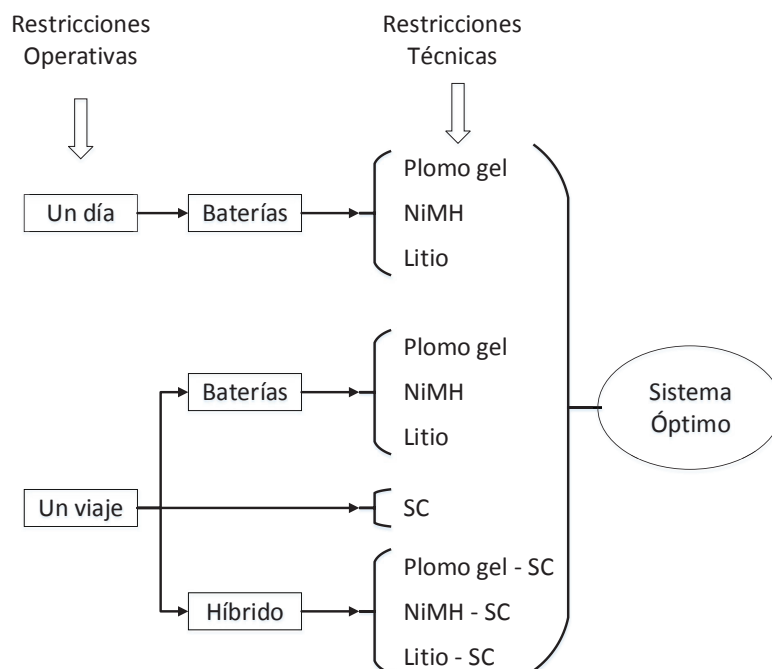 Restricciones
Operativas
Restricciones
Técnicas
Un día
Baterías
Plomo gel
NiMH
Litio
Baterías
Plomo gel
NiMH
Litio
Sistema
Óptimo
Un viaje
SC
Híbrido
Plomo gel - SC
NiMH - SC
Litio - SC